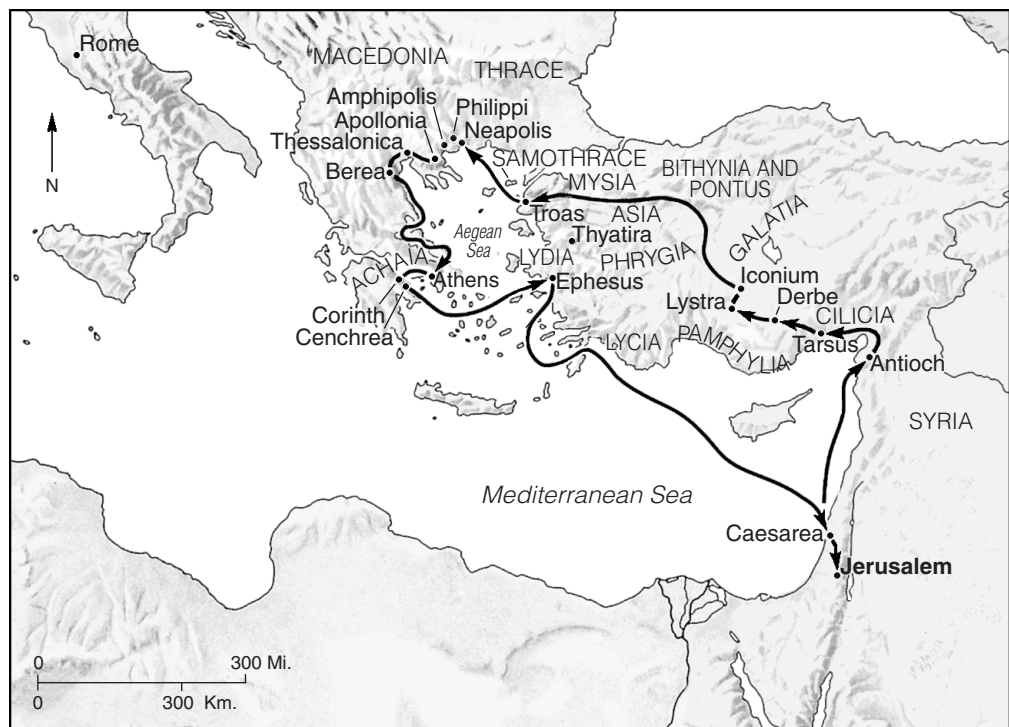 Rome
MACEDONIA
THRACE
Amphipolis
Philippi
Apollonia
Neapolis
Thessalonica
Berea
SAMOTHRACE
MYSIA
BITHYNIA AND
PONTUS
N
Troas
ASIA
Thyatira
GALATIA
Aegean
Sea
ACHAIA
LYDIA
PHRYGIA
Athens
Ephesus
Iconium
Lystra
Derbe
Corinth
Cenchrea
CILICIA
Tarsus
LYCIA
PAMPHYLIA
Antioch
SYRIA
Mediterranean Sea
Caesarea
Jerusalem
0 300 Mi.
0 300 Km.